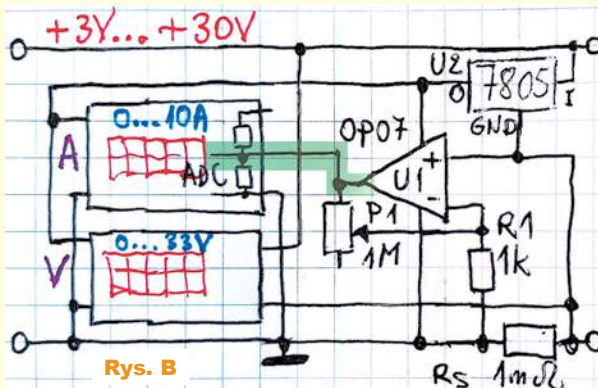 +3V... +30V
U2
7805
O
I
GND
0...10A
A
ADC
OP07
+
U1
-
P1
1M
R1
1k
0...33V
V
Rys. B
Rs
1mΩ